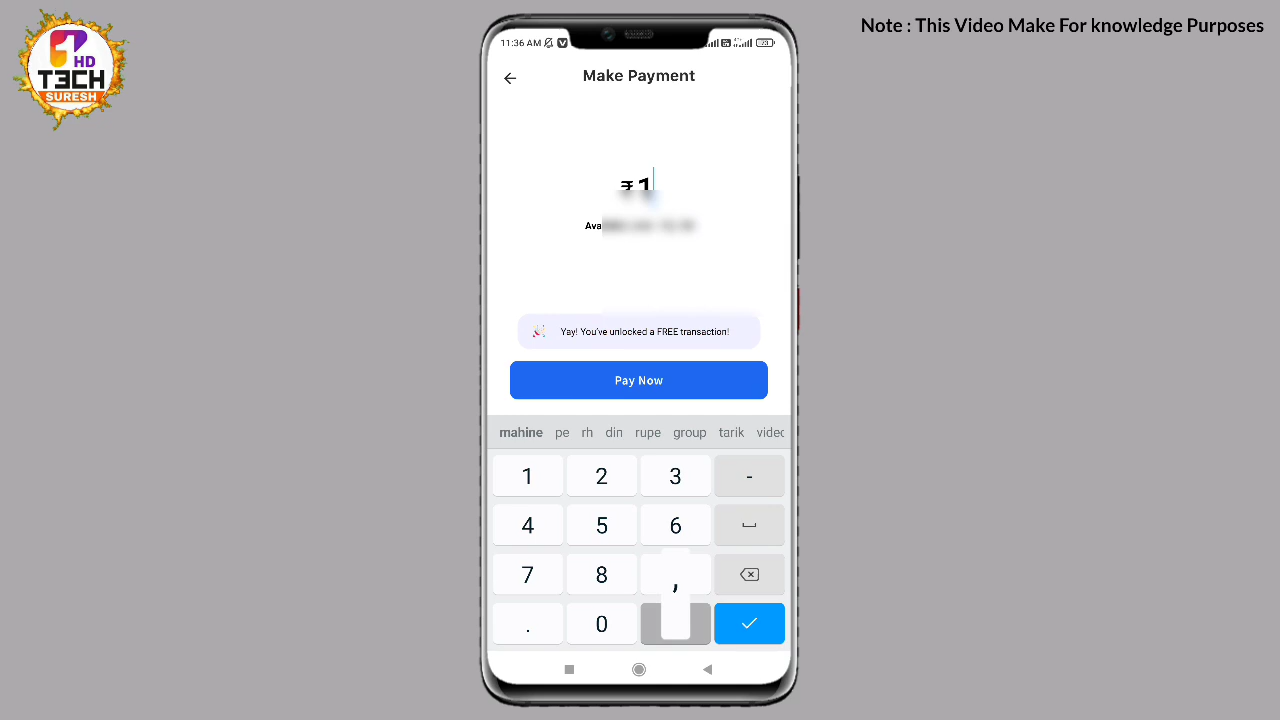 Note : This Video Make For knowledge Purposes
HD
T3CH
SURESH
11:36 AM
Make Payment
₹1
Yay! You've unlocked a FREE transaction!
Pay Now
mahine pe rh din rupe group tarik videc
1 2 3 -
4 5 6
7 8 ,
. 0